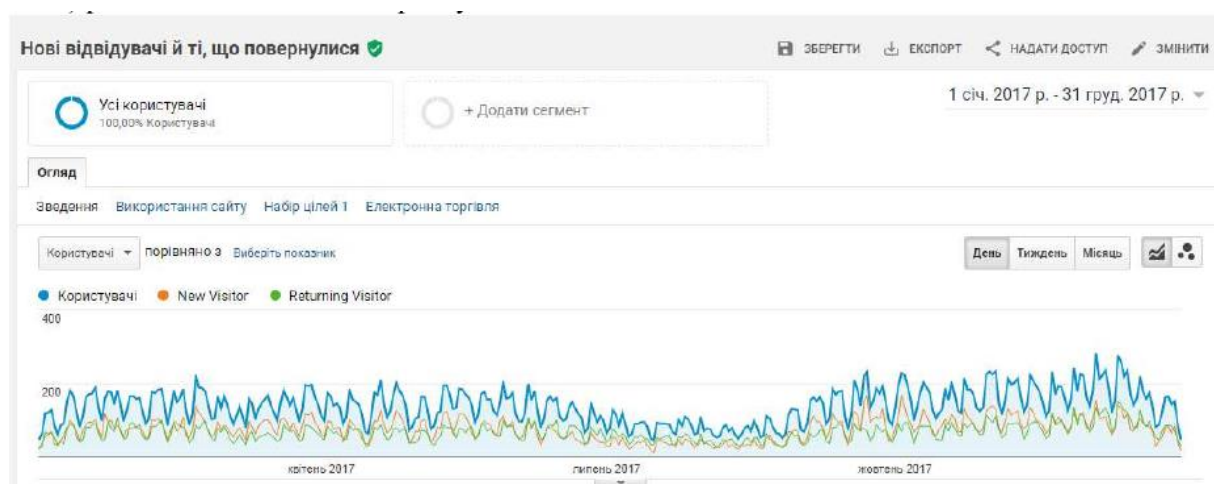 Нові відвідувачі й ті, що повернулися
ЗБЕРЕГТИ ЕКСПОРТ НАДАТИ ДОСТУП ЗМІНИТИ
Усі користувачі
100,00% Користувачі
+ Додати сегмент
1 січ. 2017 р. - 31 груд. 2017 р.
Огляд
Зведення Використання сайту Набір цілей 1 Електронна торгівля
Користувачі порівняно з Виберіть показник
День Тиждень Місяць
Користувачі New Visitor Returning Visitor
400
200
квітень 2017 липень 2017 жовтень 2017